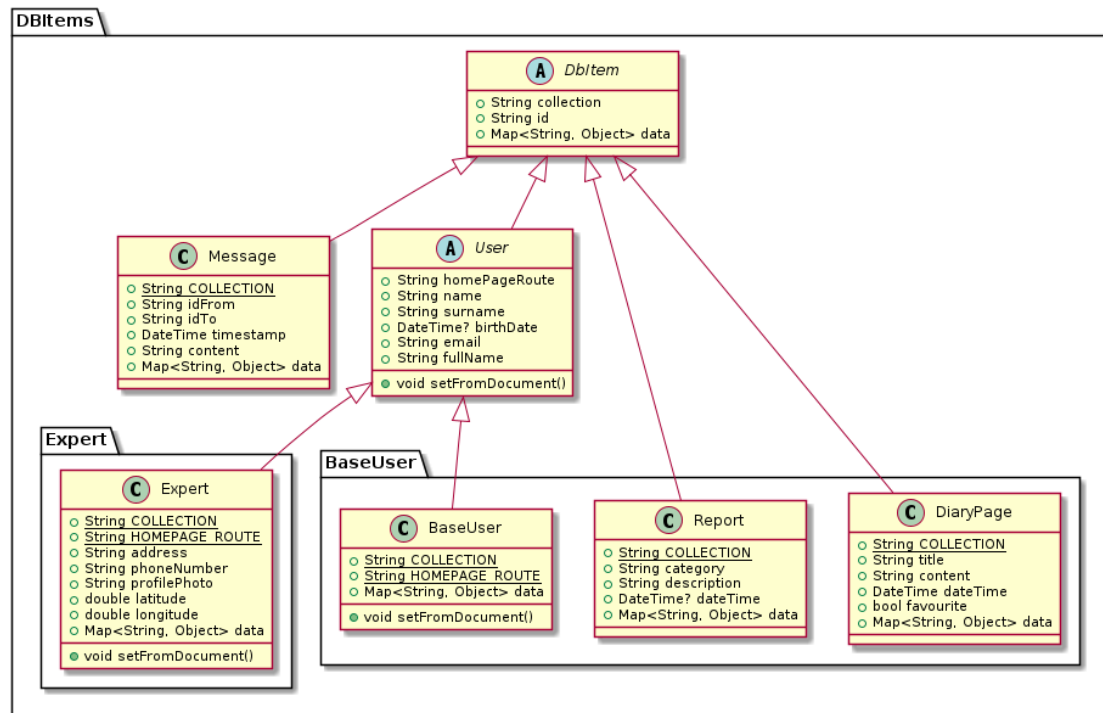 DBItems
A DbItem
String collection
String id
Map<String, Object> data
C Message
String COLLECTION
String idFrom
String idTo
DateTime timestamp
String content
Map<String, Object> data
A User
String homePageRoute
String name
String surname
DateTime? birthDate
String email
String fullName
void setFromDocument()
Expert
C Expert
String COLLECTION
String HOMEPAGE_ROUTE
String address
String phoneNumber
String profilePhoto
double latitude
double longitude
Map<String, Object> data
void setFromDocument()
BaseUser
C BaseUser
String COLLECTION
String HOMEPAGE_ROUTE
Map<String, Object> data
void setFromDocument()
C Report
String COLLECTION
String category
String description
DateTime? dateTime
Map<String, Object> data
C DiaryPage
String COLLECTION
String title
String content
DateTime dateTime
bool favourite
Map<String, Object> data